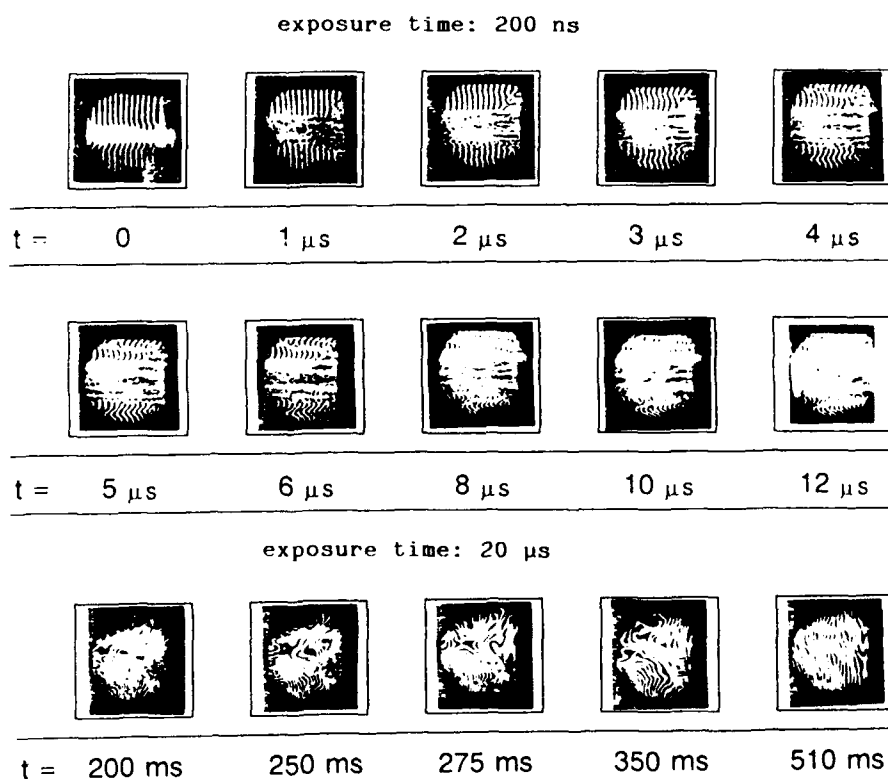 exposure time: 200 ns
t = 0 1 μs 2 μs 3 μs 4 μs
t = 5 μs 6 μs 8 μs 10 μs 12 μs
exposure time: 20 μs
t = 200 ms 250 ms 275 ms 350 ms 510 ms